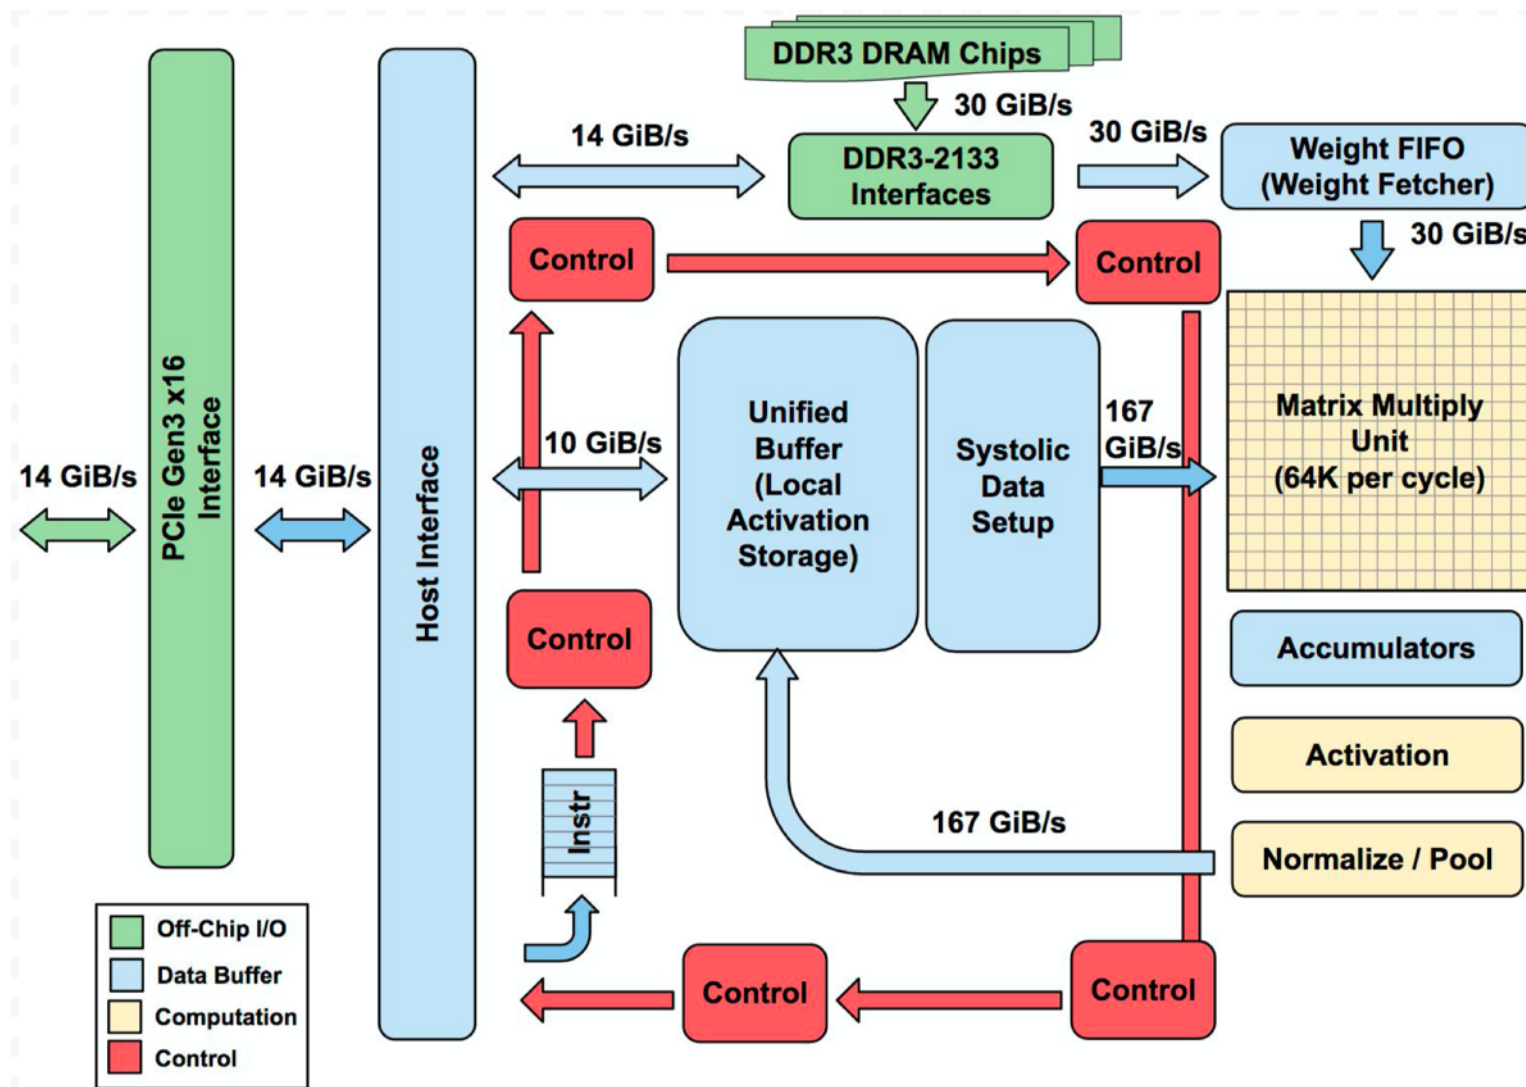 DDR3 DRAM Chips
30 GiB/s
14 GiB/s
DDR3-2133
Interfaces
30 GiB/s
Weight FIFO
(Weight Fetcher)
30 GiB/s
Control
Control
PCIe Gen3 x16
Interface
Host Interface
14 GiB/s
14 GiB/s
10 GiB/s
Unified
Buffer
(Local
Activation
Storage)
Systolic
Data
Setup
167
GiB/s
Matrix Multiply
Unit
(64K per cycle)
Control
Accumulators
Activation
Instr
167 GiB/s
Normalize / Pool
Control
Control
Off-Chip I/O
Data Buffer
Computation
Control